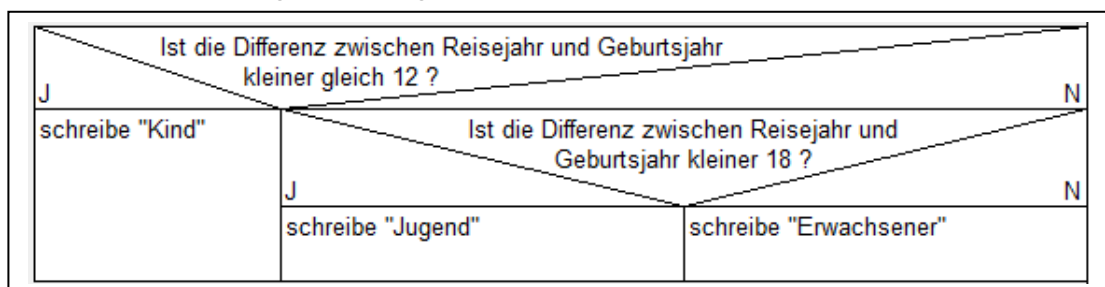 Ist die Differenz zwischen Reisejahr und Geburtsjahr
kleiner gleich 12 ?
J
N
schreibe "Kind"
Ist die Differenz zwischen Reisejahr und
Geburtsjahr kleiner 18 ?
J
N
schreibe "Jugend"
schreibe "Erwachsener"